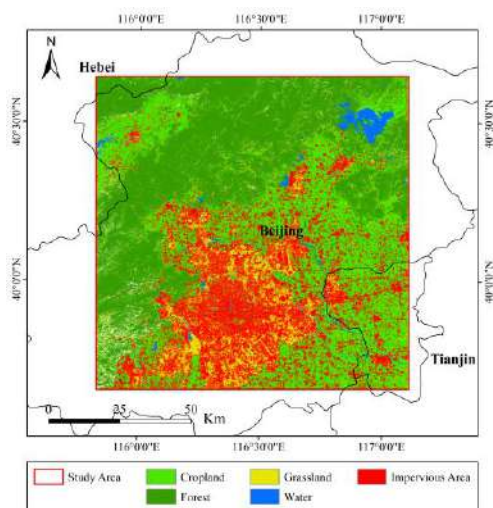 116°0'0"E 116°30'0"E 117°0'0"E
N
Hebei
40°30'0"N 40°30'0"N
Beijing
40°0'0"N 40°0'0"N
Tianjin
0 25 50 Km
116°0'0"E 116°30'0"E 117°0'0"E
Study Area Cropland Grassland Impervious Area
Forest Water